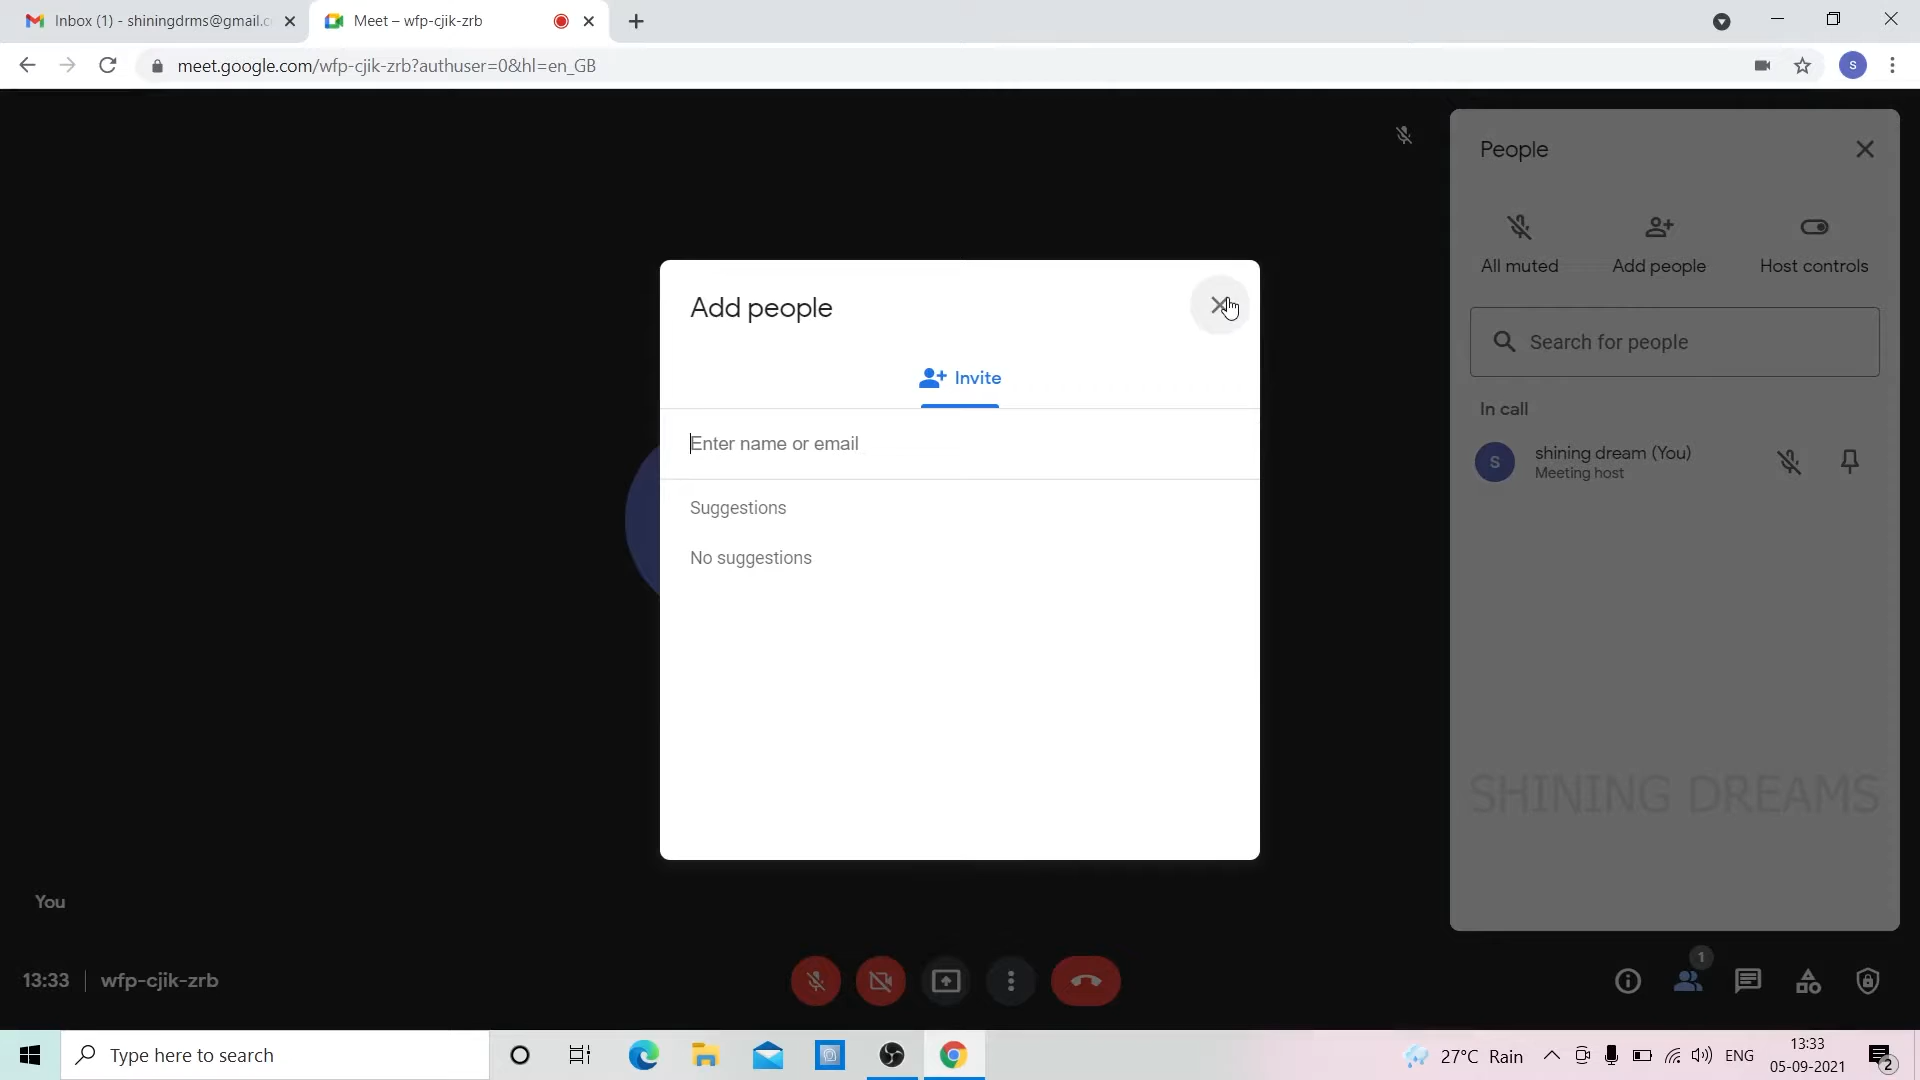 Inbox (1) - shiningdrms@gmail.c
Meet – wfp-cjik-zrb
meet.google.com/wfp-cjik-zrb?authuser=0&hl=en_GB
S
People
All muted
Add people
Host controls
Search for people
In call
S
shining dream (You)
Meeting host
Add people
Invite
Enter name or email
Suggestions
No suggestions
SHINING DREAMS
You
13:33
wfp-cjik-zrb
1
Type here to search
27°C Rain
ENG
13:33
05-09-2021
2